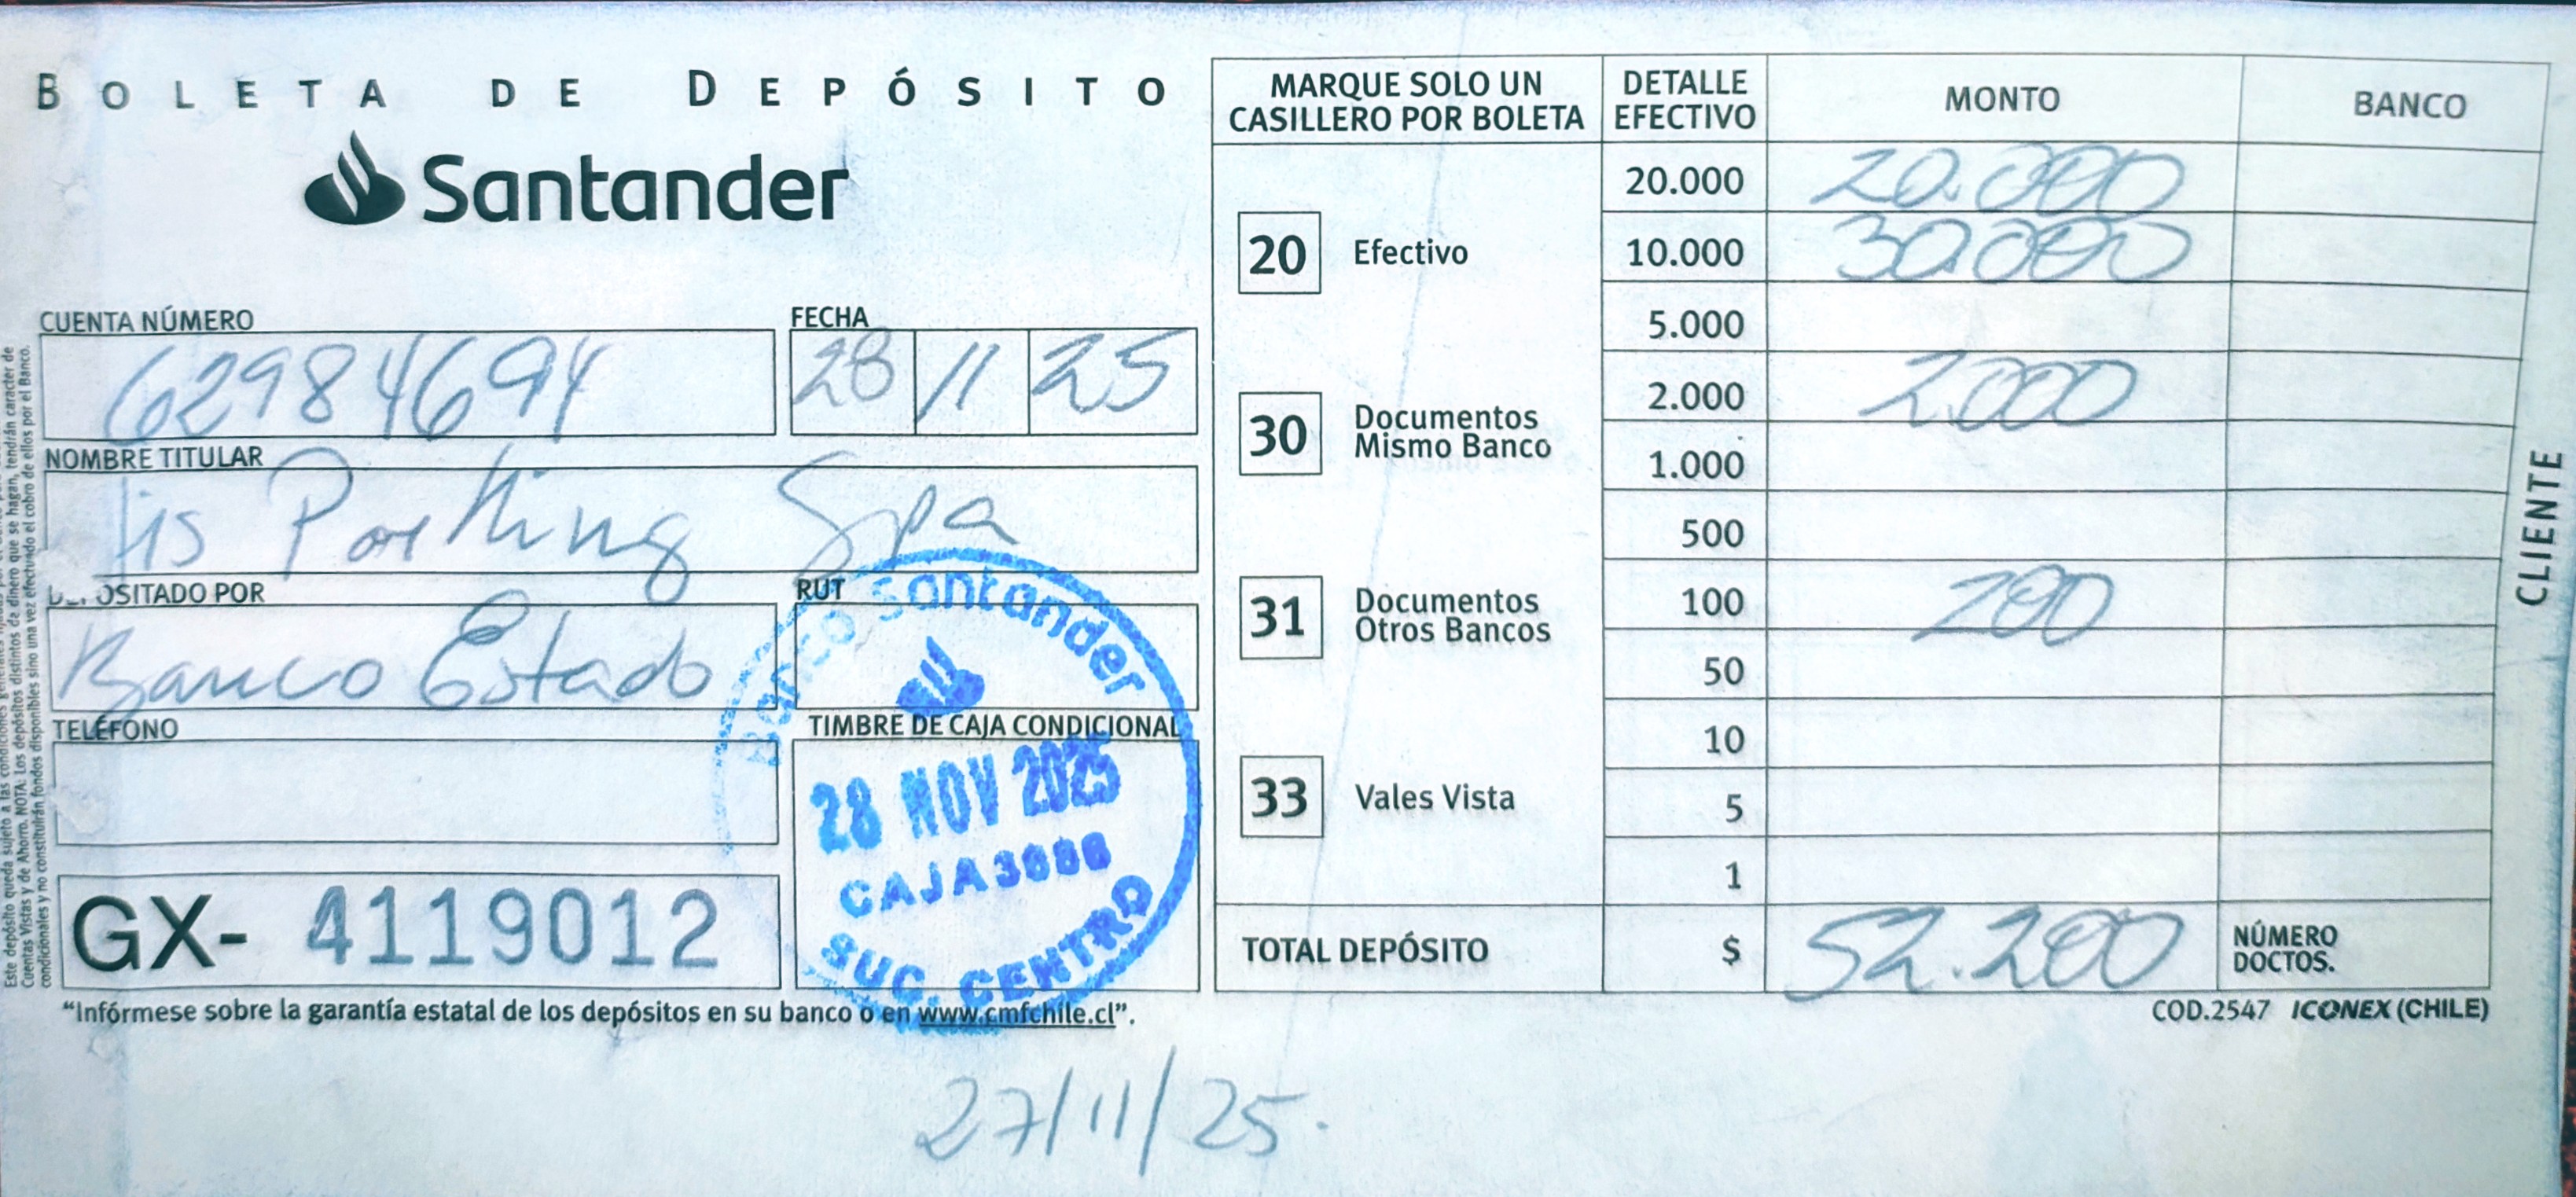 BOLETA DE DEPÓSITO
Santander
CUENTA NÚMERO
62984694
FECHA
28 11 25
NOMBRE TITULAR
Parking Spa
DEPOSITADO POR
Banco Estado
RUT
TELÉFONO
TIMBRE DE CAJA CONDICIONAL
Banco Santander
28 NOV 2025
SUC. CENTRO
GX- 4119012
"Infórmese sobre la garantía estatal de los depósitos en su banco o en www.cmfchile.cl".
27/11/25.
MARQUE SOLO UN CASILLERO POR BOLETA
20 Efectivo
30 Documentos Mismo Banco
31 Documentos Otros Bancos
33 Vales Vista
DETALLE EFECTIVO MONTO BANCO
20.000 20.000
10.000 30.000
5.000
2.000 2.000
1.000
500
100 200
50
10
5
1
TOTAL DEPÓSITO $ 52.200 NÚMERO DOCTOS.
COD.2547 ICONEX (CHILE)
CLIENTE